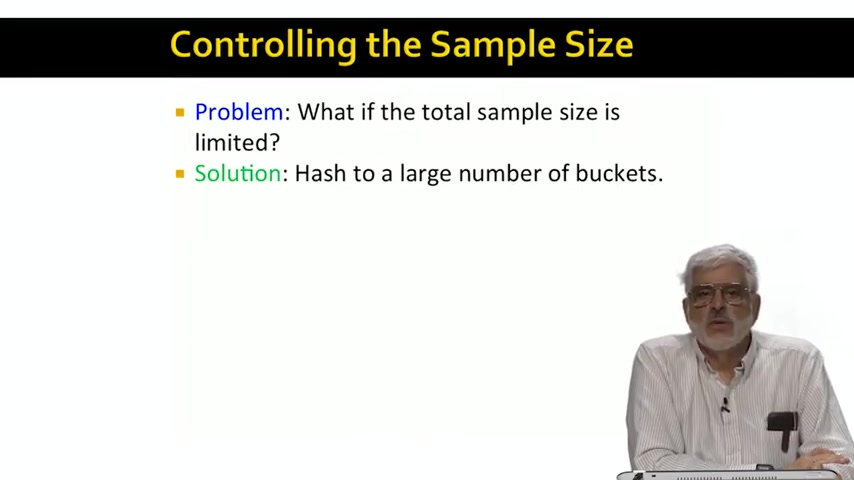 Controlling the Sample Size
Problem: What if the total sample size is
limited?
Solution: Hash to a large number of buckets.